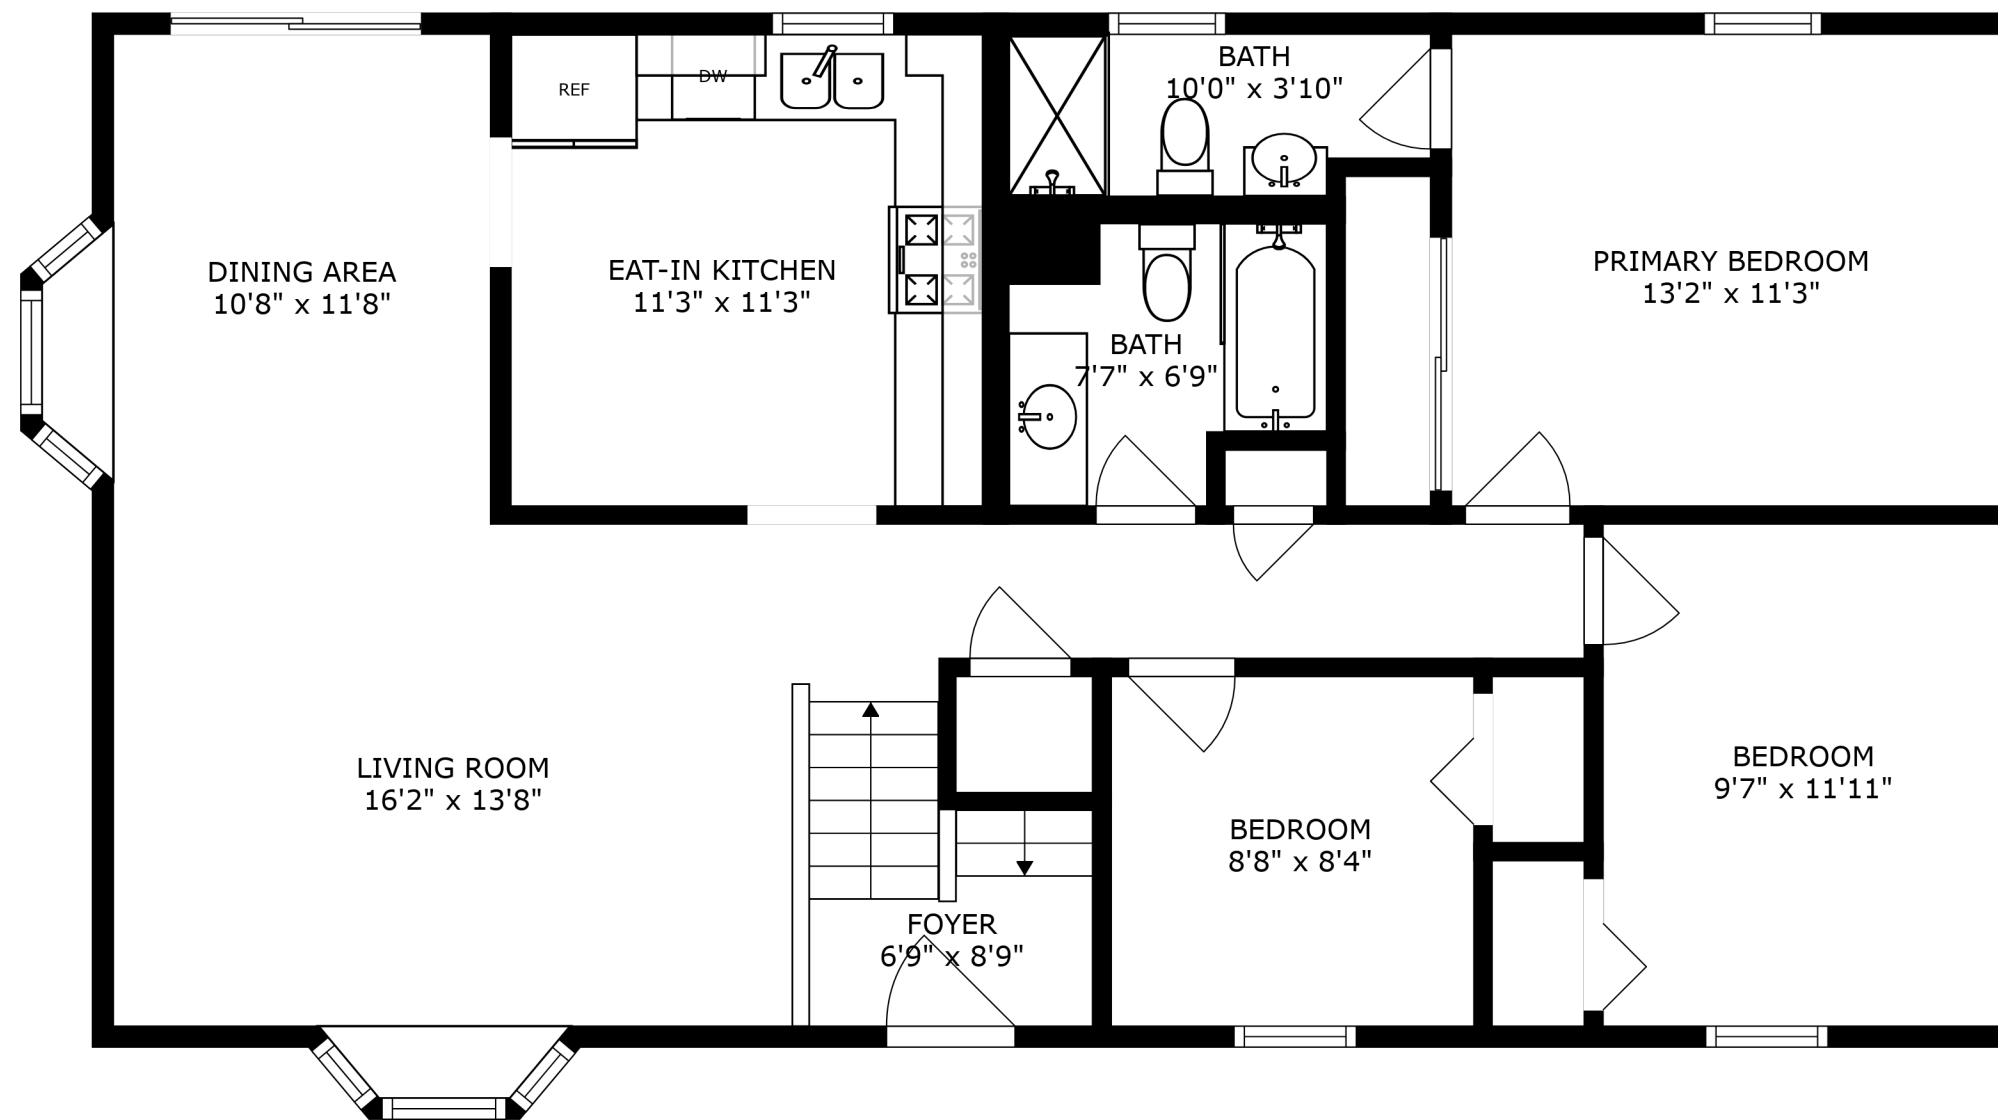 BATH
10'0" x 3'10"
REF
DW
DINING AREA
10'8" x 11'8"
EAT-IN KITCHEN
11'3" x 11'3"
PRIMARY BEDROOM
13'2" x 11'3"
BATH
7'7" x 6'9"
LIVING ROOM
16'2" x 13'8"
BEDROOM
9'7" x 11'11"
BEDROOM
8'8" x 8'4"
FOYER
6'9" x 8'9"